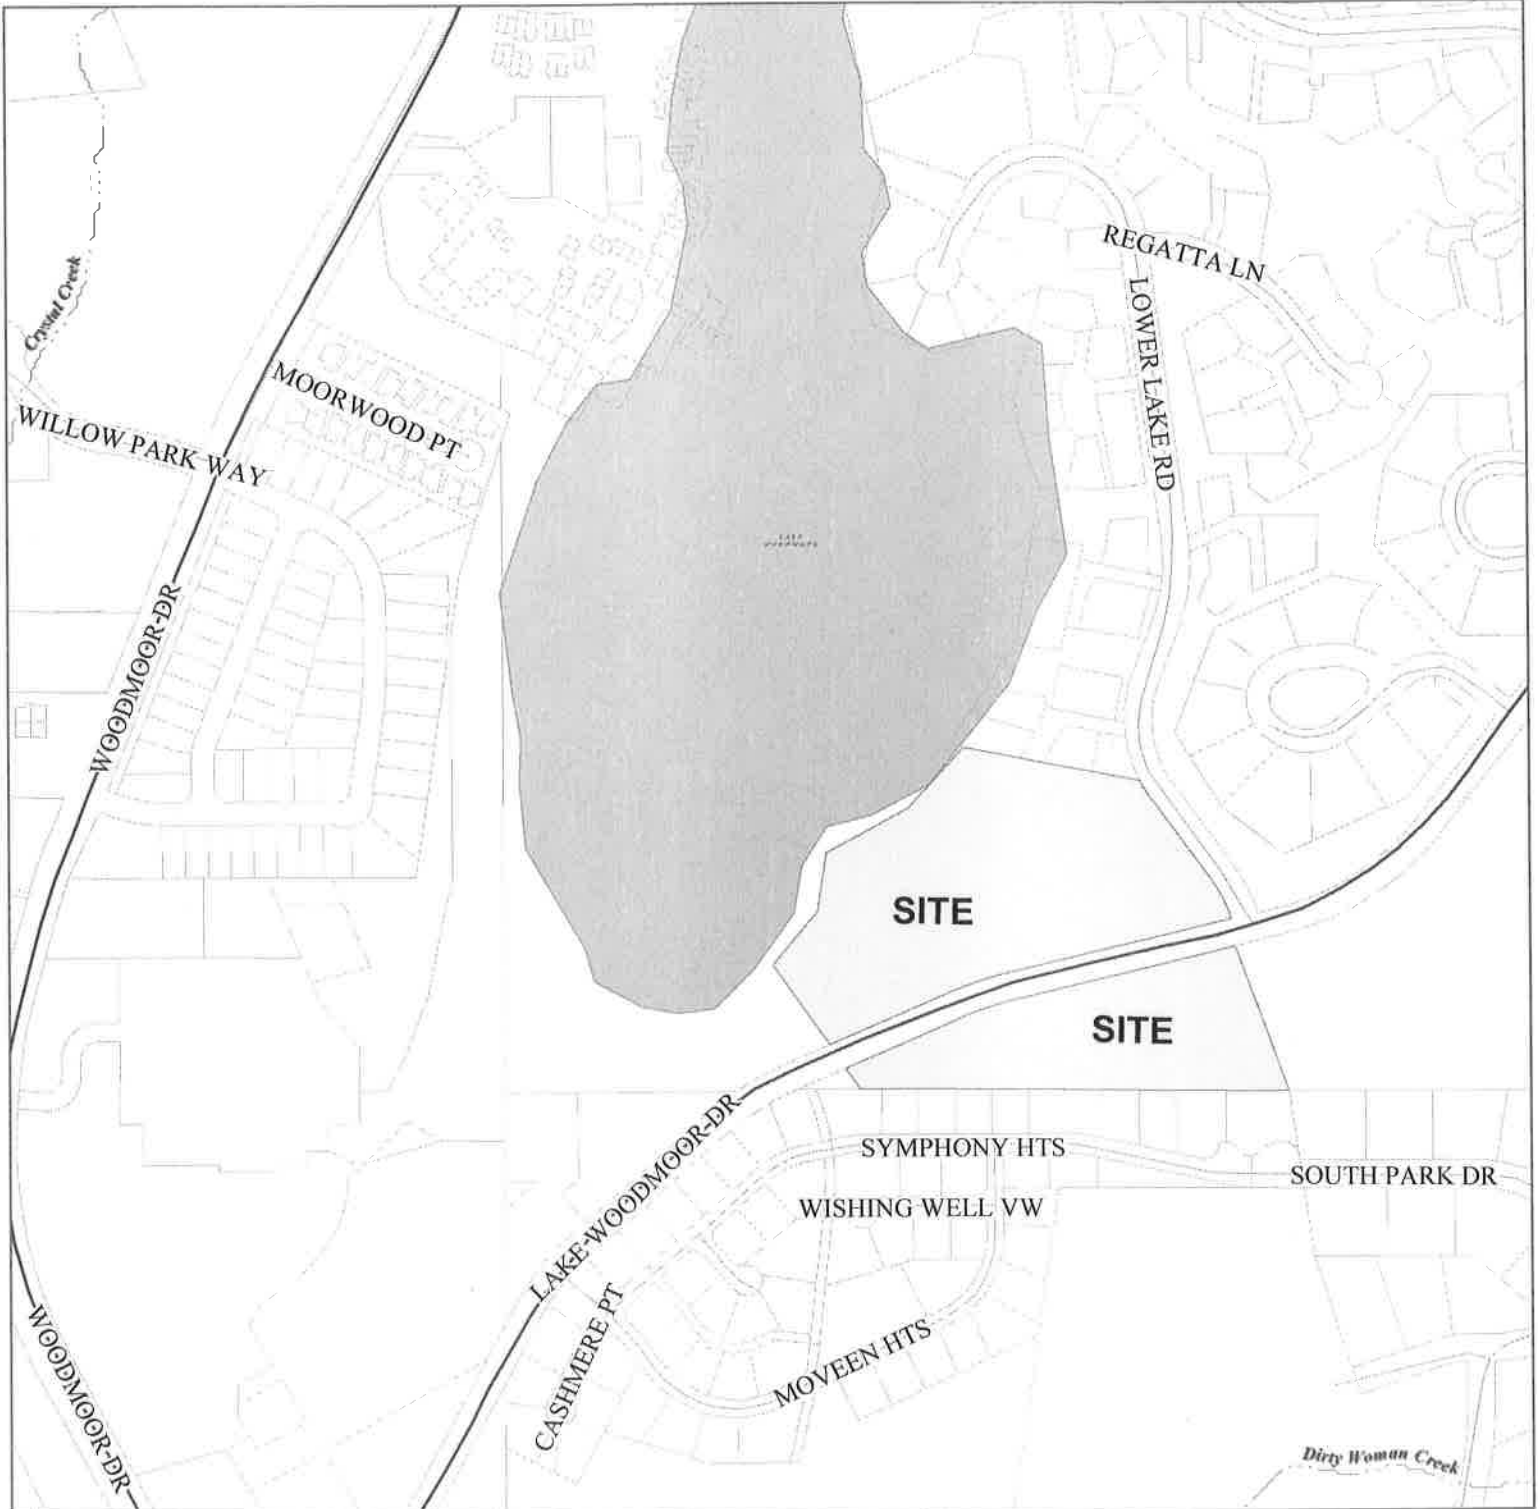 REGATTA LN
LOWER LAKE RD
Crystal Creek
MOORWOOD PT
WILLOW PARK WAY
LAKE
WOODMOOR-DR
SITE
SITE
LAKE-WOODMOOR-DR
SYMPHONY HTS
SOUTH PARK DR
WISHING WELL VW
CASHMERE PT
MOVEEN HTS
WOODMOOR-DR
Dirty Woman Creek